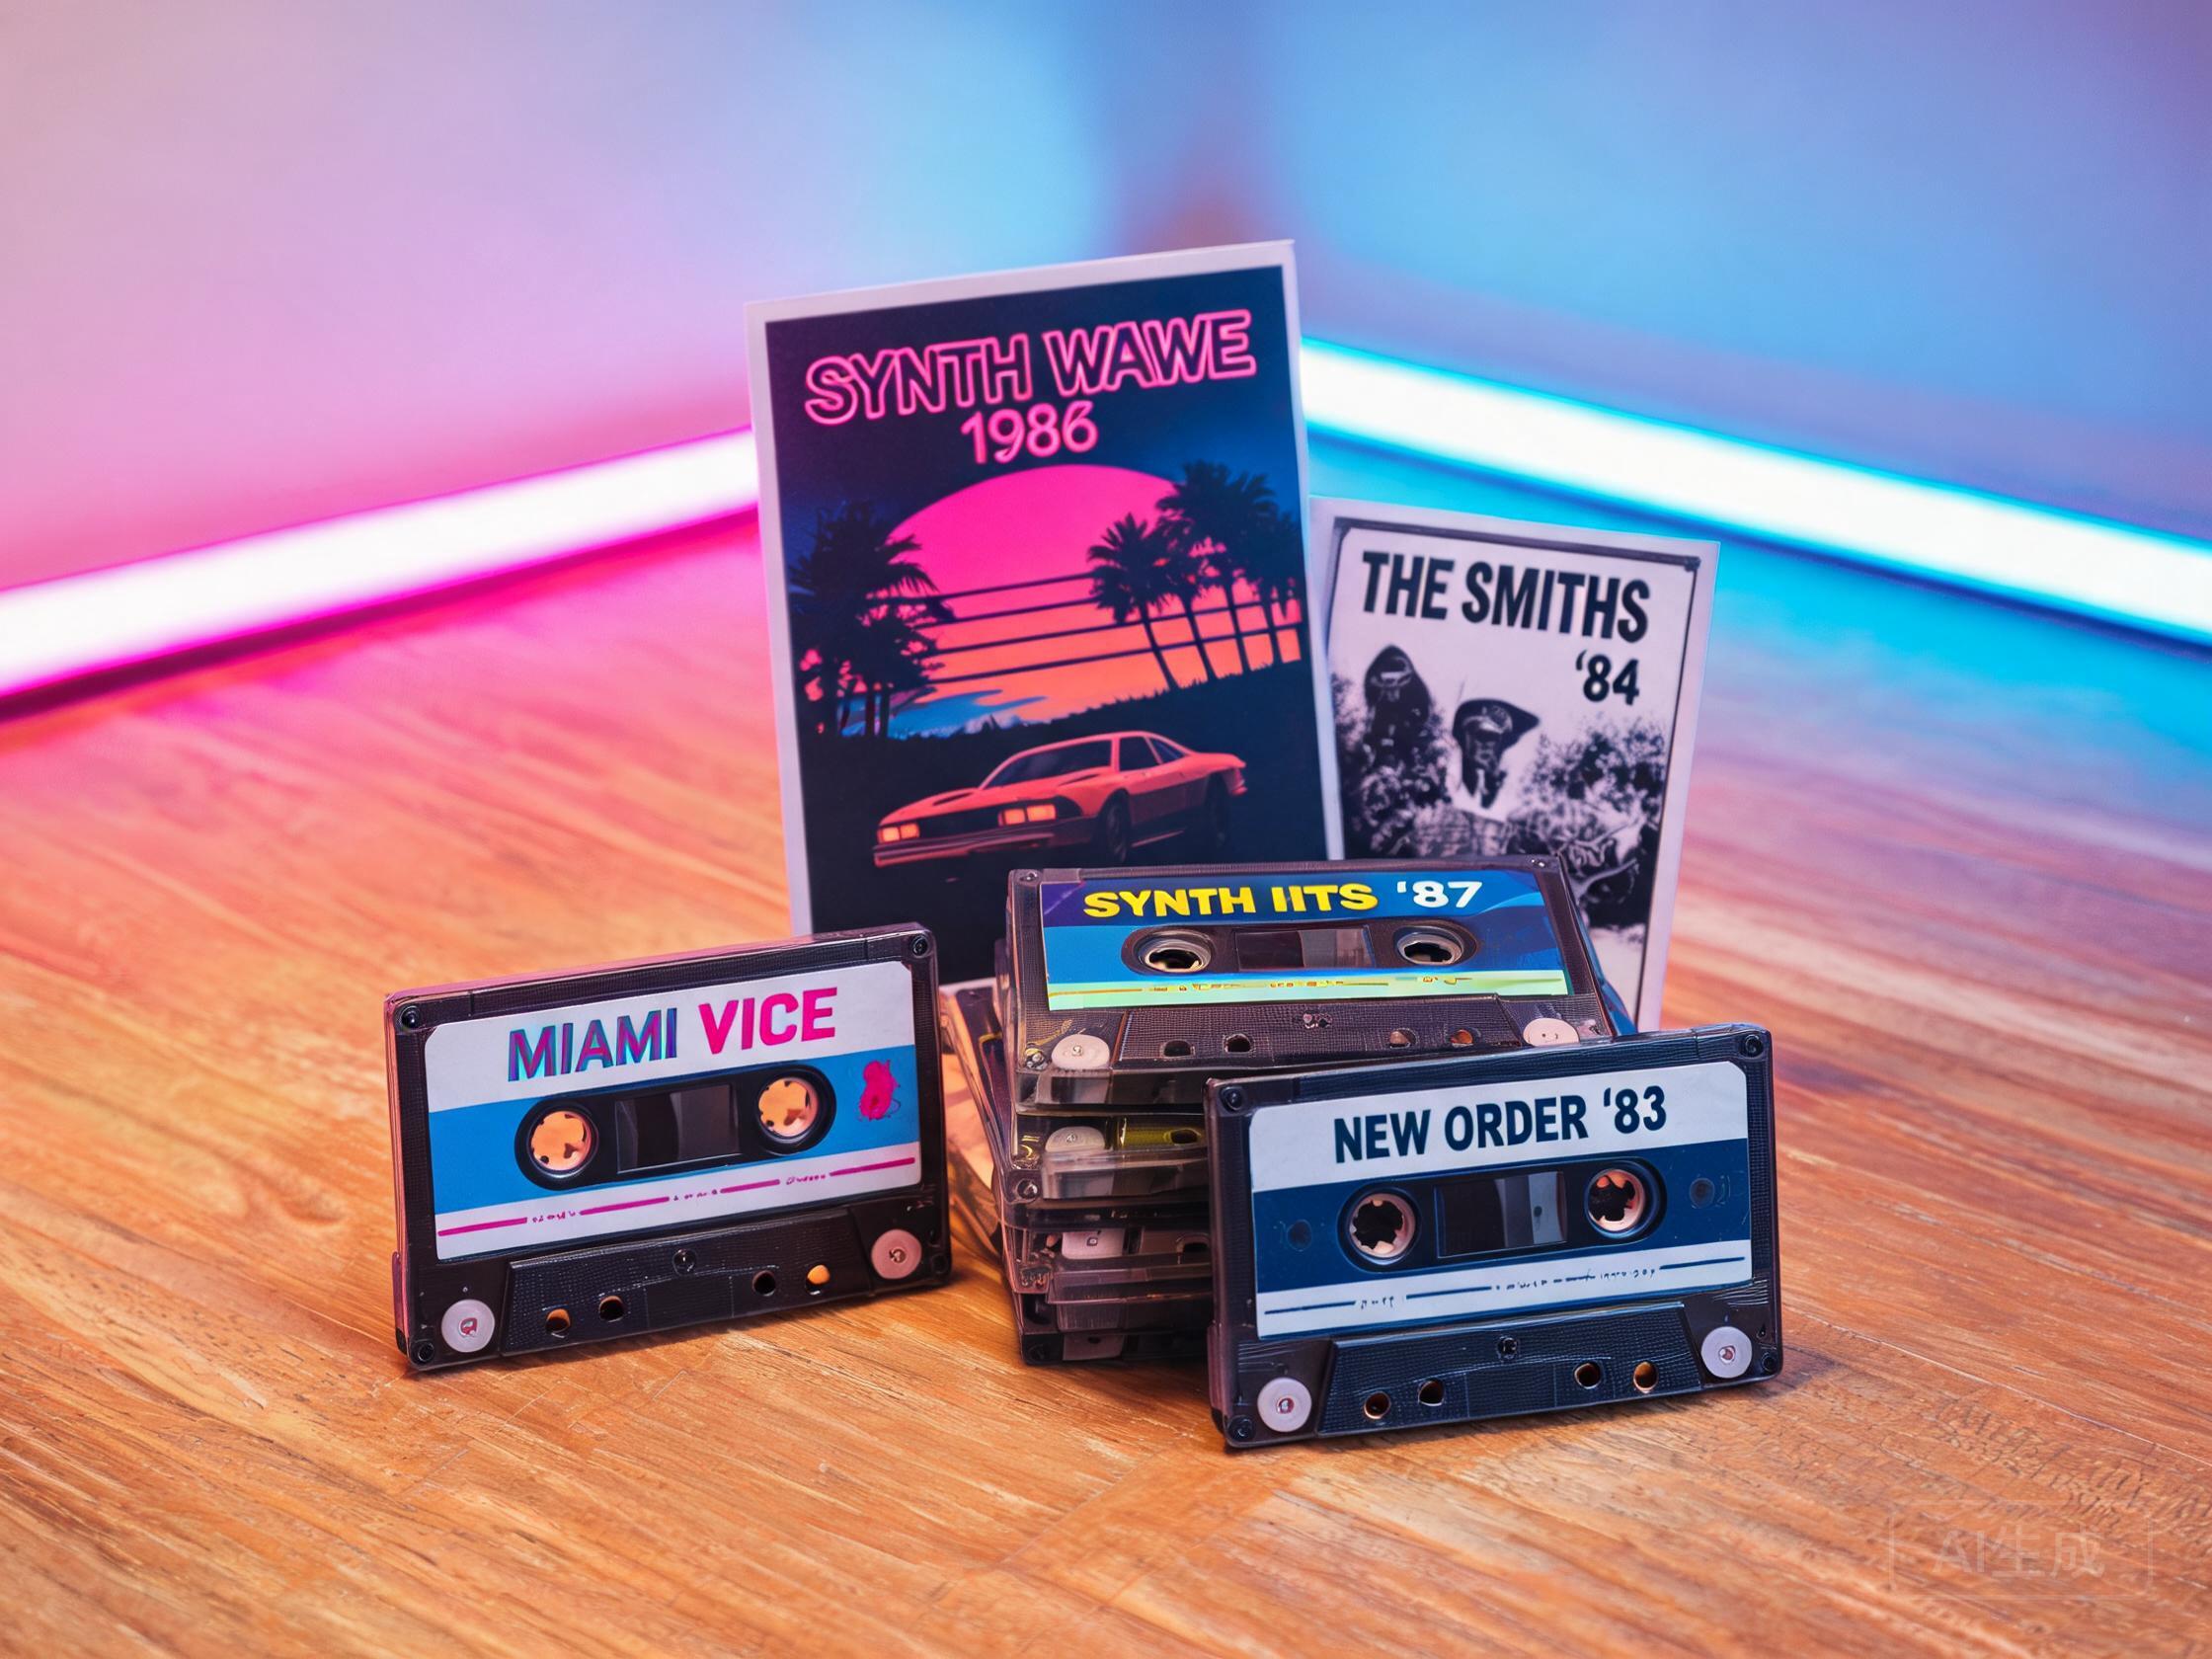 SYNTH WAWE
1986
THE SMITHS
'84
SYNTH IITS '87
MIAMI VICE
NEW ORDER '83
AI生成